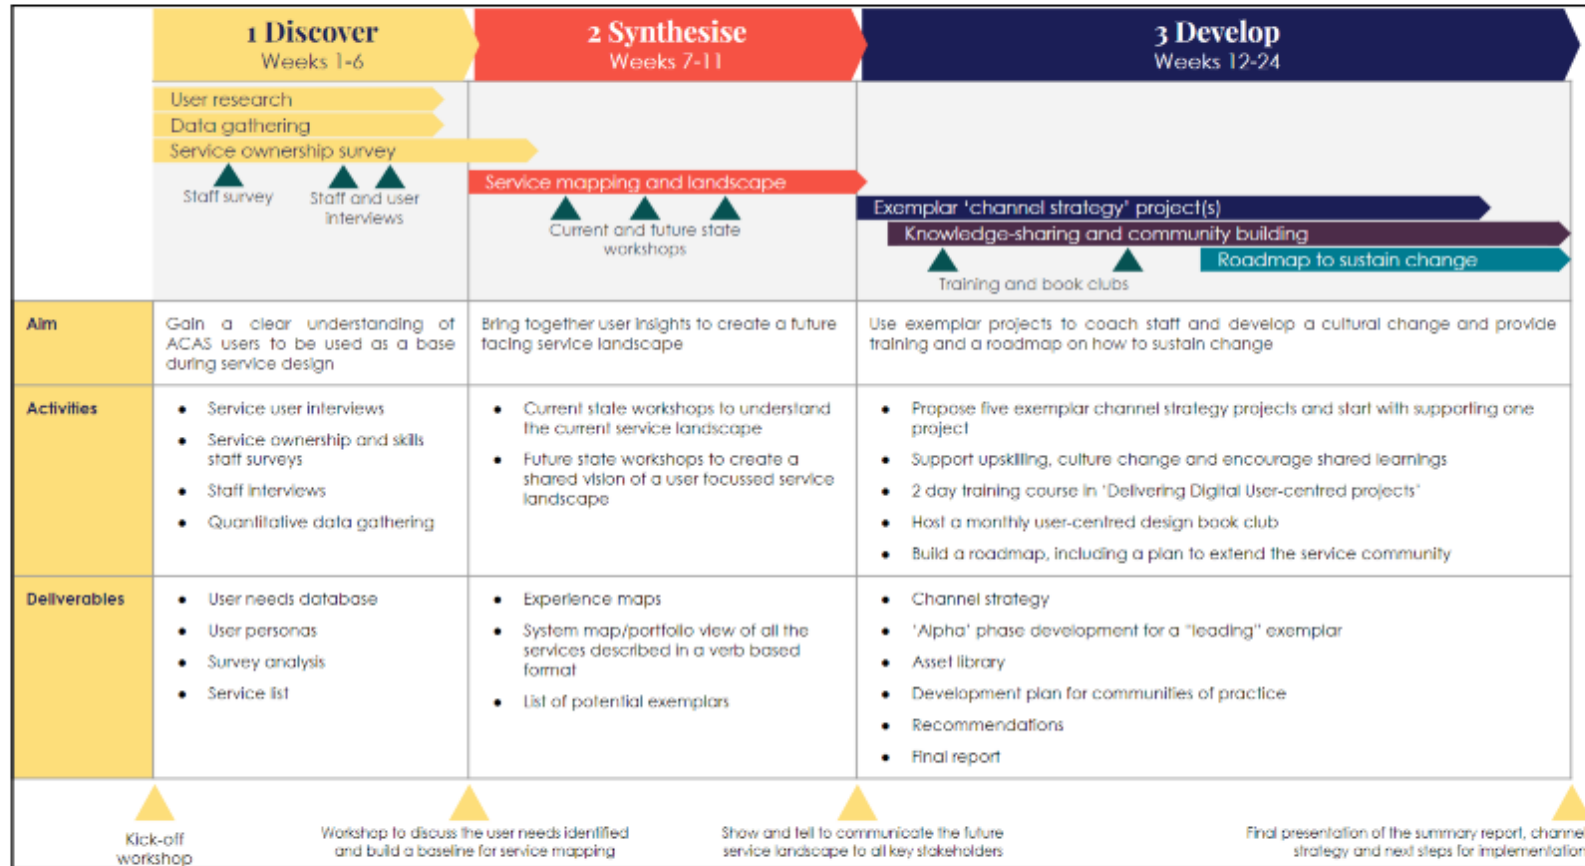 1 Discover
Weeks 1-6
2 Synthesise
Weeks 7-11
3 Develop
Weeks 12-24
User research
Data gathering
Service ownership survey
Staff survey
Staff and user
interviews
Service mapping and landscape
Current and future state
workshops
Exemplar 'channel strategy' project(s)
Knowledge-sharing and community building
Roadmap to sustain change
Training and book clubs
Aim
Gain a clear understanding of
ACAS users to be used as a base
during service design
Bring together user insights to create a future
facing service landscape
Use exemplar projects to coach staff and develop a cultural change and provide
training and a roadmap on how to sustain change
Activities
• Service user interviews
• Service ownership and skills
staff surveys
• Staff interviews
• Quantitative data gathering
• Current state workshops to understand
the current service landscape
• Future state workshops to create a
shared vision of a user focussed service
landscape
• Propose five exemplar channel strategy projects and start with supporting one
project
• Support upskilling, culture change and encourage shared learnings
• 2 day training course in 'Delivering Digital User-centred projects'
• Host a monthly user-centred design book club
• Build a roadmap, including a plan to extend the service community
Deliverables
• User needs database
• User personas
• Survey analysis
• Service list
• Experience maps
• System map/portfolio view of all the
services described in a verb based
format
• List of potential exemplars
• Channel strategy
• 'Alpha' phase development for a "leading" exemplar
• Asset library
• Development plan for communities of practice
• Recommendations
• Final report
Kick-off
workshop
Workshop to discuss the user needs identified
and build a baseline for service mapping
Show and tell to communicate the future
service landscape to all key stakeholders
Final presentation of the summary report, channel
strategy and next steps for implementation